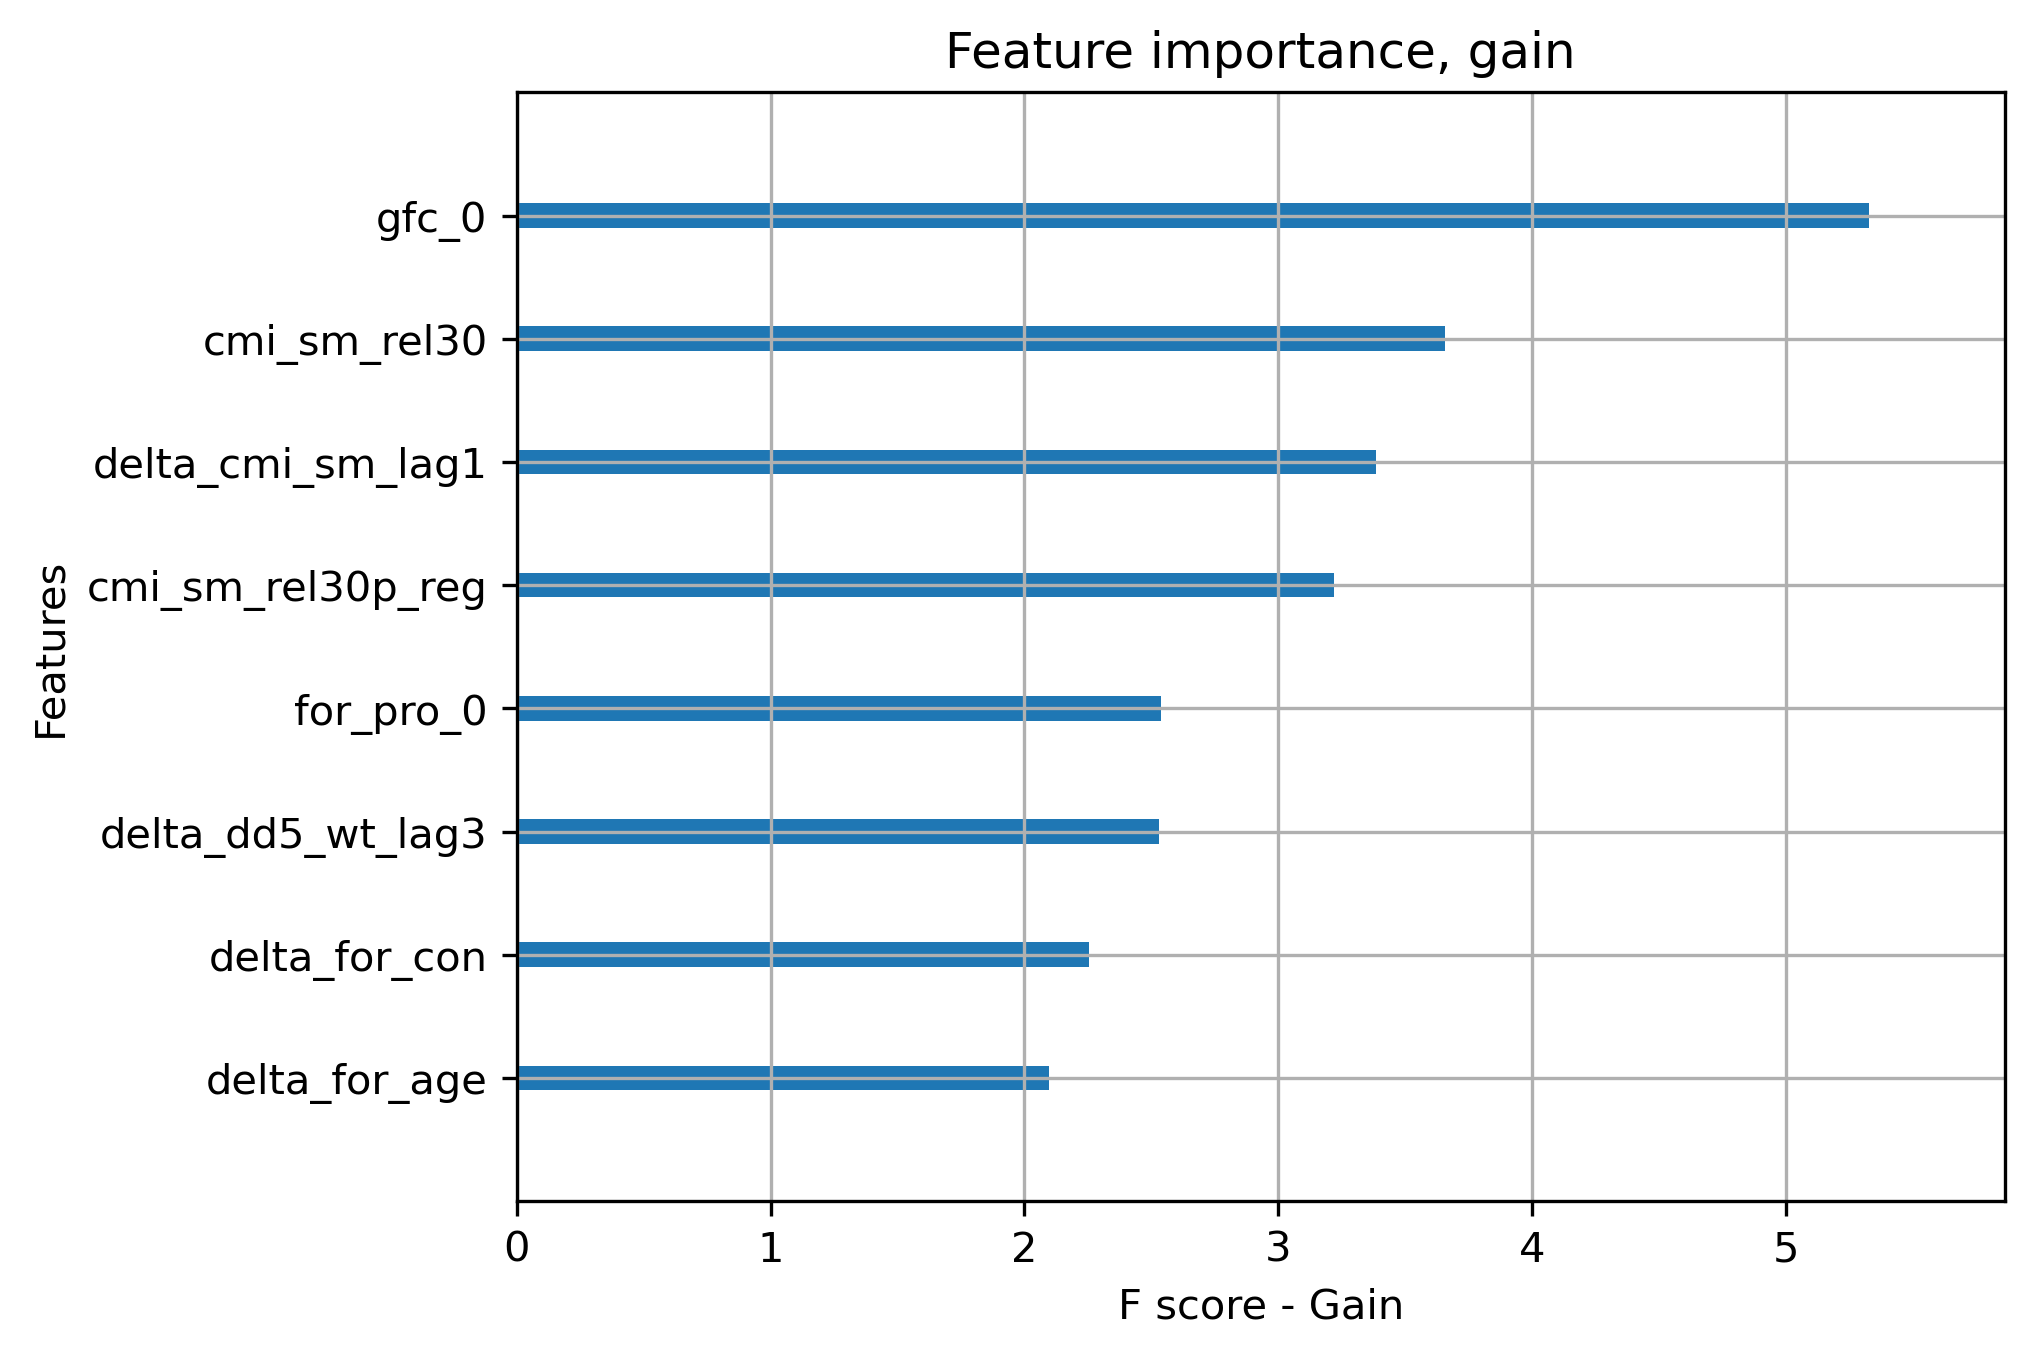 Feature importance, gain
gfc_0
cmi_sm_rel30
delta_cmi_sm_lag1
cmi_sm_rel30p_reg
for_pro_0
delta_dd5_wt_lag3
delta_for_con
delta_for_age
Features
0 1 2 3 4 5
F score - Gain